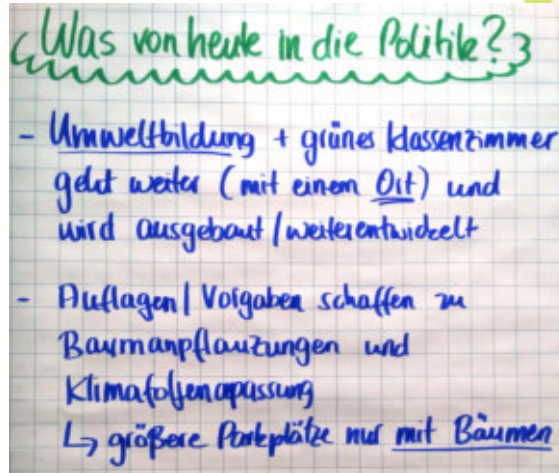 Was von heute in die Politik?
- Umweltbildung + grünes Klassenzimmer
geht weiter (mit einem Ort) und
wird ausgebaut / weiterentwickelt
- Auflagen / Vorgaben schaffen zu
Baumanpflanzungen und
Klimafolgenapassung
↳ größere Parkplätze nur mit Bäumen